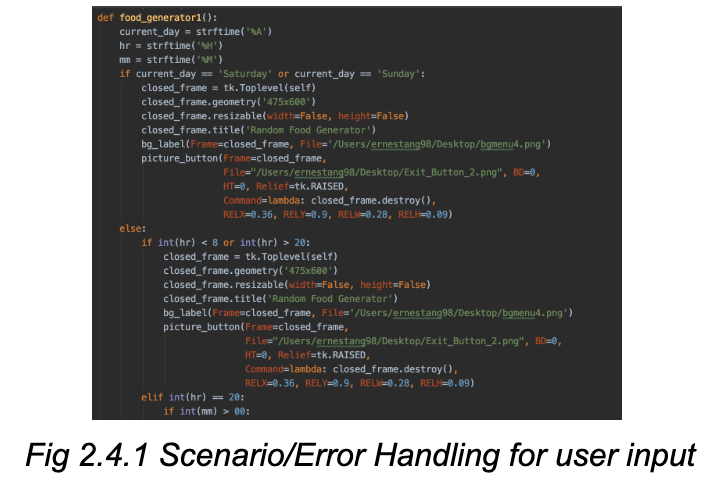 def food_generator1():
    current_day = strftime('%A')
    hr = strftime('%H')
    mm = strftime('%M')
    if current_day == 'Saturday' or current_day == 'Sunday':
        closed_frame = tk.Toplevel(self)
        closed_frame.geometry('475x600')
        closed_frame.resizable(width=False, height=False)
        closed_frame.title('Random Food Generator')
        bg_label(Frame=closed_frame, File='/Users/ernestang98/Desktop/bgmenu4.png')
        picture_button(Frame=closed_frame,
                       File="/Users/ernestang98/Desktop/Exit_Button_2.png", BD=0,
                       HT=0, Relief=tk.RAISED,
                       Command=lambda: closed_frame.destroy(),
                       RELX=0.36, RELY=0.9, RELW=0.28, RELH=0.09)
    else:
        if int(hr) < 8 or int(hr) > 20:
            closed_frame = tk.Toplevel(self)
            closed_frame.geometry('475x600')
            closed_frame.resizable(width=False, height=False)
            closed_frame.title('Random Food Generator')
            bg_label(Frame=closed_frame, File='/Users/ernestang98/Desktop/bgmenu4.png')
            picture_button(Frame=closed_frame,
                           File="/Users/ernestang98/Desktop/Exit_Button_2.png", BD=0,
                           HT=0, Relief=tk.RAISED,
                           Command=lambda: closed_frame.destroy(),
                           RELX=0.36, RELY=0.9, RELW=0.28, RELH=0.09)
        elif int(hr) == 20:
            if int(mm) > 00:
Fig 2.4.1 Scenario/Error Handling for user input